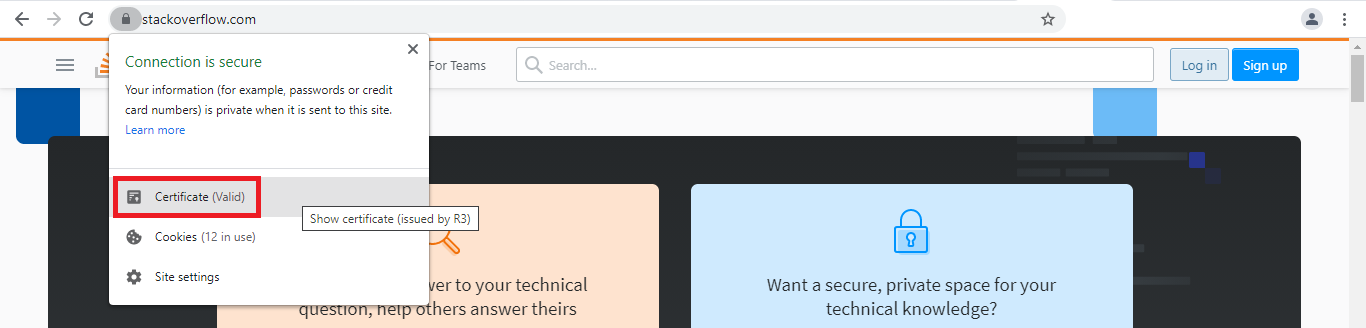 stackoverflow.com
Connection is secure
Your information (for example, passwords or credit
card numbers) is private when it is sent to this site.
Learn more
Certificate (Valid)
Show certificate (issued by R3)
Cookies (12 in use)
Site settings
For Teams
Search...
Log in
Sign up
to your technical
question, help others answer theirs
Want a secure, private space for your
technical knowledge?